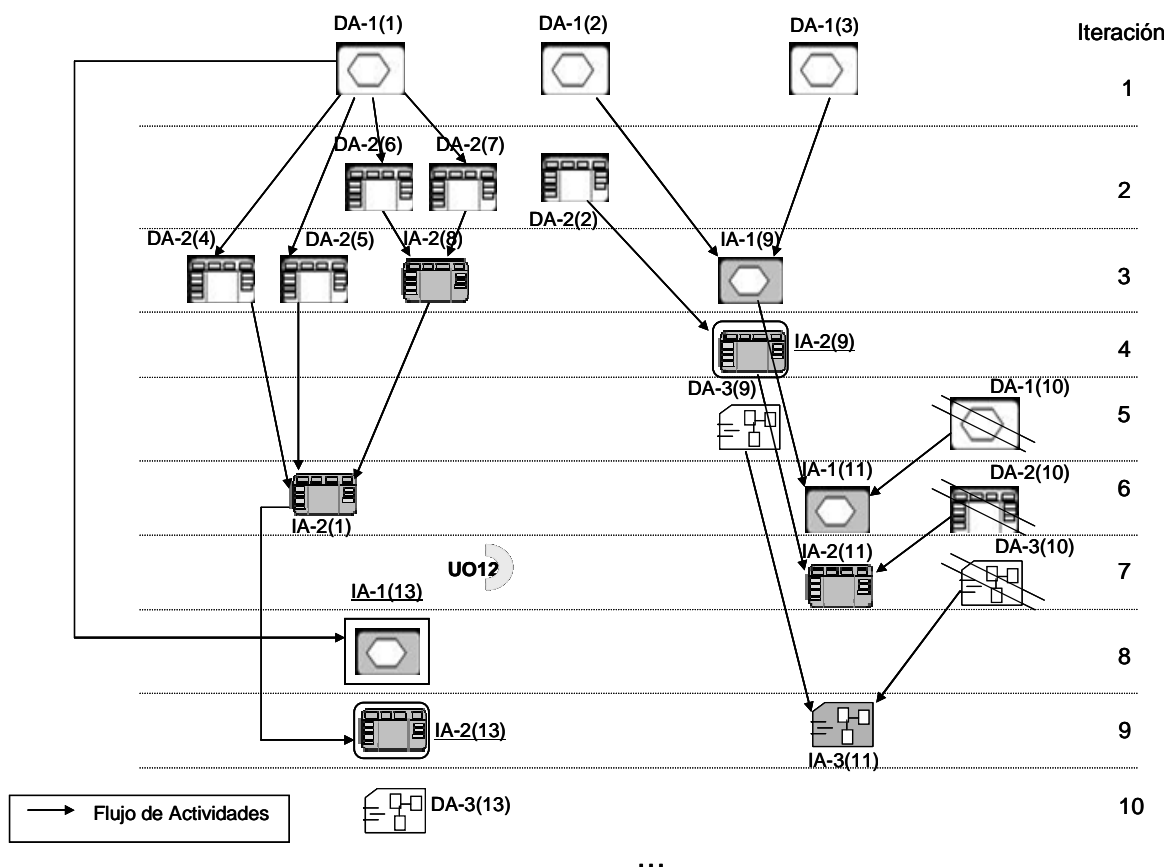 DA-1(1)
DA-1(2)
DA-1(3)
Iteración
1
DA-2(6)
DA-2(7)
2
DA-2(2)
DA-2(4)
DA-2(5)
IA-2(8)
IA-1(9)
3
IA-2(9)
4
DA-3(9)
DA-1(10)
5
IA-1(11)
DA-2(10)
6
IA-2(1)
IA-2(11)
DA-3(10)
UO12
7
IA-1(13)
8
IA-2(13)
9
IA-3(11)
Flujo de Actividades
DA-3(13)
10
...